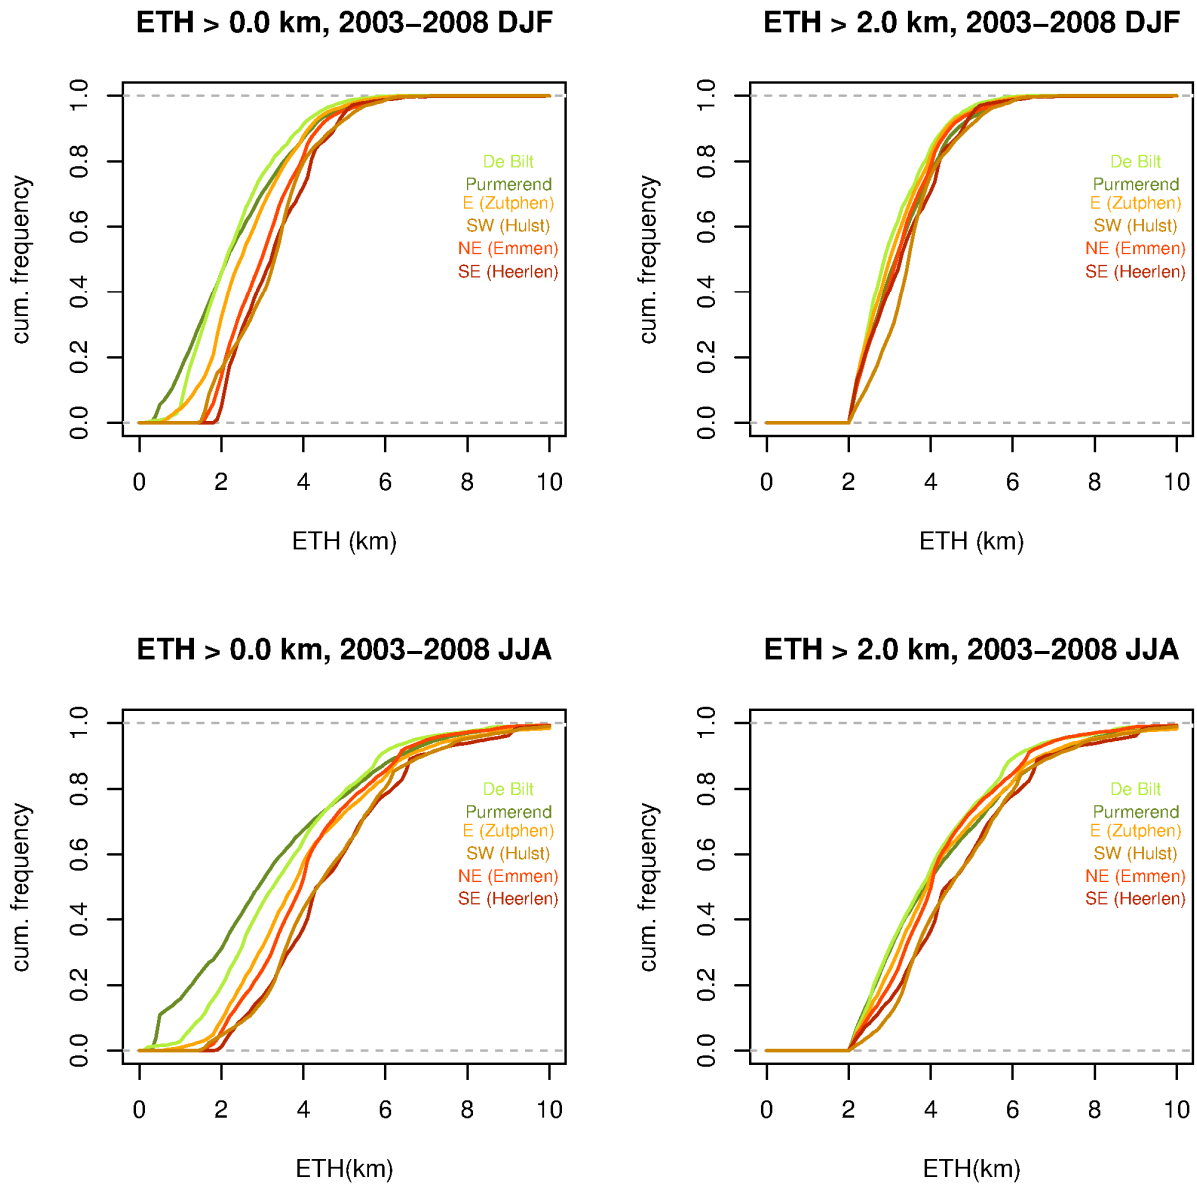 ETH > 0.0 km, 2003−2008 DJF
cum. frequency
1.0
0.8
0.6
0.4
0.2
0.0
De Bilt
Purmerend
E (Zutphen)
SW (Hulst)
NE (Emmen)
SE (Heerlen)
0 2 4 6 8 10
ETH (km)
ETH > 2.0 km, 2003−2008 DJF
cum. frequency
1.0
0.8
0.6
0.4
0.2
0.0
De Bilt
Purmerend
E (Zutphen)
SW (Hulst)
NE (Emmen)
SE (Heerlen)
0 2 4 6 8 10
ETH (km)
ETH > 0.0 km, 2003−2008 JJA
cum. frequency
1.0
0.8
0.6
0.4
0.2
0.0
De Bilt
Purmerend
E (Zutphen)
SW (Hulst)
NE (Emmen)
SE (Heerlen)
0 2 4 6 8 10
ETH(km)
ETH > 2.0 km, 2003−2008 JJA
cum. frequency
1.0
0.8
0.6
0.4
0.2
0.0
De Bilt
Purmerend
E (Zutphen)
SW (Hulst)
NE (Emmen)
SE (Heerlen)
0 2 4 6 8 10
ETH(km)